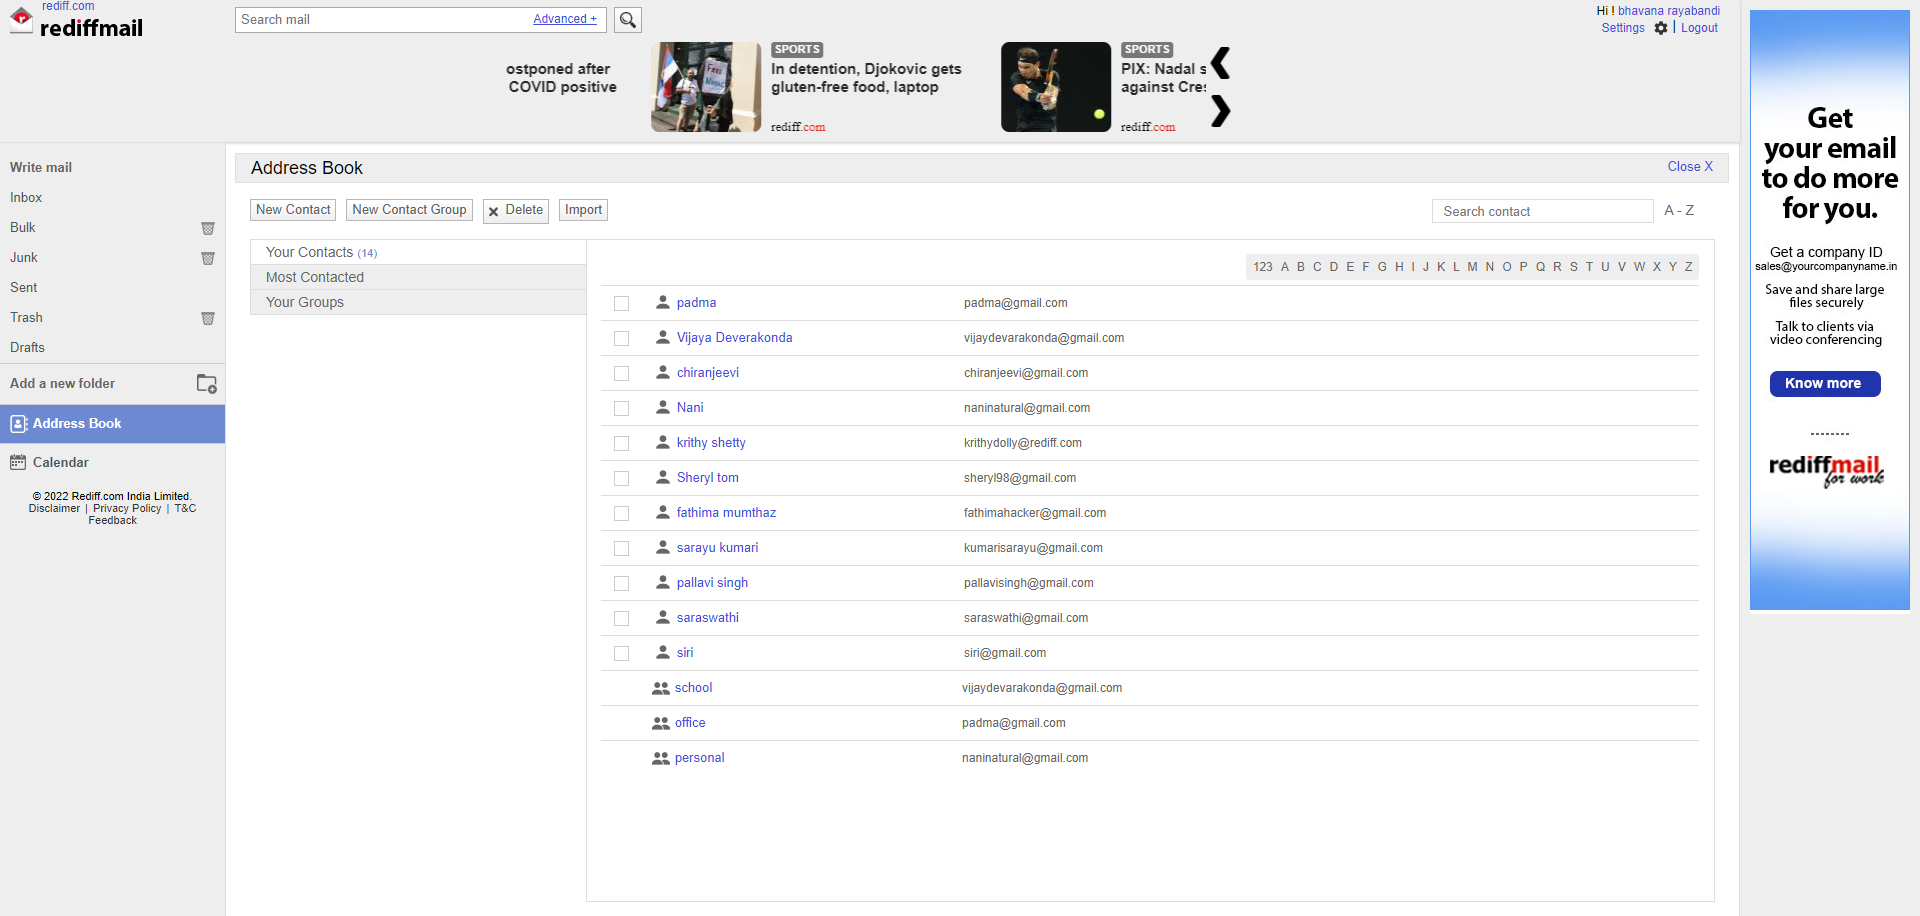 rediff.com
rediffmail
Search mail
Advanced +
Hi ! bhavana rayabandi
Settings | Logout
ostponed after
COVID positive
FREE
SPORTS
In detention, Djokovic gets
gluten-free food, laptop
rediff.com
SPORTS
PIX: Nadal s
against Cre
rediff.com
Write mail
Inbox
Bulk
Junk
Sent
Trash
Drafts
Add a new folder
Address Book
Calendar
© 2022 Rediff.com India Limited.
Disclaimer | Privacy Policy | T&C
Feedback
Address Book
Close X
New Contact
New Contact Group
Delete
Import
Search contact
A - Z
Your Contacts (14)
Most Contacted
Your Groups
123 A B C D E F G H I J K L M N O P Q R S T U V W X Y Z
padma padma@gmail.com
Vijaya Deverakonda vijaydevarakonda@gmail.com
chiranjeevi chiranjeevi@gmail.com
Nani naninatural@gmail.com
krithy shetty krithydolly@rediff.com
Sheryl tom sheryl98@gmail.com
fathima mumthaz fathimahacker@gmail.com
sarayu kumari kumarisarayu@gmail.com
pallavi singh pallavisingh@gmail.com
saraswathi saraswathi@gmail.com
siri siri@gmail.com
school vijaydevarakonda@gmail.com
office padma@gmail.com
personal naninatural@gmail.com
Get
your email
to do more
for you.
Get a company ID
sales@yourcompanyname.in
Save and share large
files securely
Talk to clients via
video conferencing
Know more
--------
rediffmail
for work